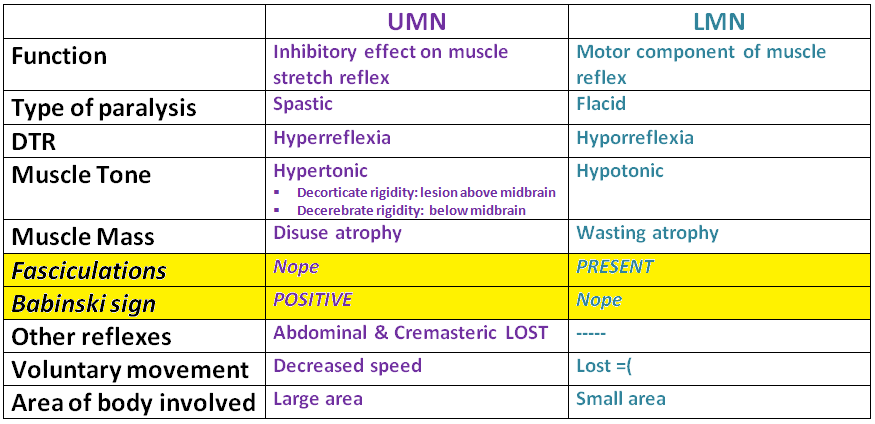 UMN LMN
Function Inhibitory effect on muscle Motor component of muscle
stretch reflex reflex
Type of paralysis Spastic Flacid
DTR Hyperreflexia Hyporreflexia
Muscle Tone Hypertonic Hypotonic
▪ Decorticate rigidity: lesion above midbrain
▪ Decerebrate rigidity: below midbrain
Muscle Mass Disuse atrophy Wasting atrophy
Fasciculations Nope PRESENT
Babinski sign POSITIVE Nope
Other reflexes Abdominal & Cremasteric LOST -----
Voluntary movement Decreased speed Lost =(
Area of body involved Large area Small area